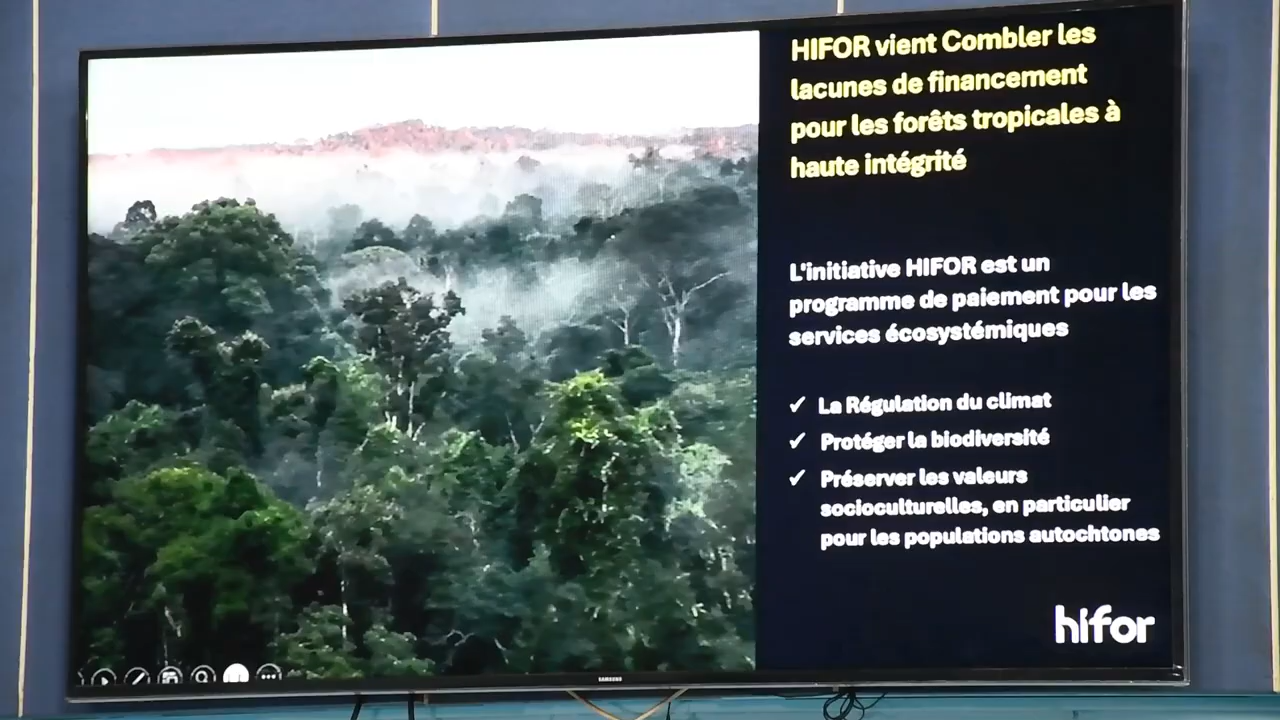 HIFOR vient Combler les
lacunes de financement
pour les forêts tropicales à
haute intégrité
L'initiative HIFOR est un
programme de paiement pour les
services écosystémiques
✓ La Régulation du climat
✓ Protéger la biodiversité
✓ Préserver les valeurs
socioculturelles, en particulier
pour les populations autochtones
hifor
SAMSUNG